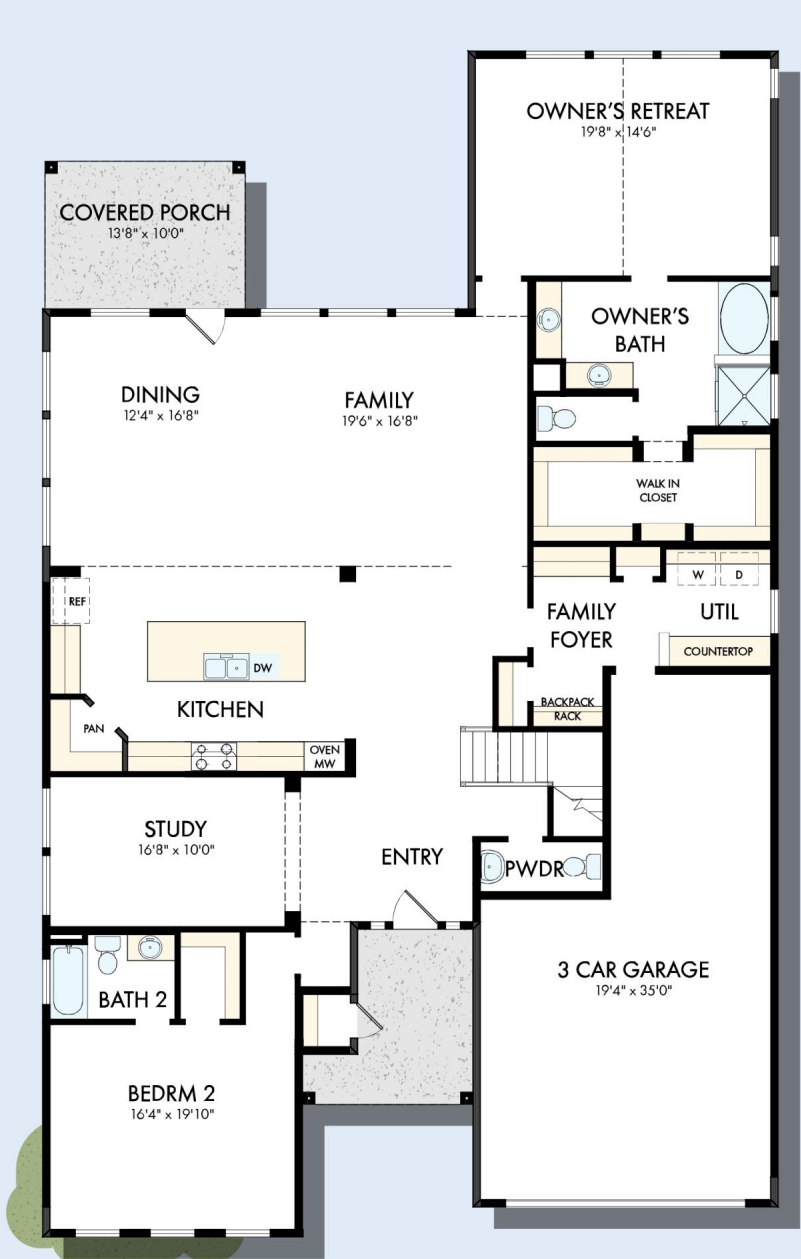 OWNER'S RETREAT
19'8" x 14'6"
COVERED PORCH
13'8" x 10'0"
OWNER'S
BATH
DINING
12'4" x 16'8"
FAMILY
19'6" x 16'8"
WALK IN
CLOSET
W
D
REF
FAMILY
FOYER
UTIL
COUNTERTOP
DW
KITCHEN
BACKPACK
RACK
PAN
OVEN
MW
STUDY
16'8" x 10'0"
ENTRY
PWDR
3 CAR GARAGE
19'4" x 35'0"
BATH 2
BEDRM 2
16'4" x 19'10"